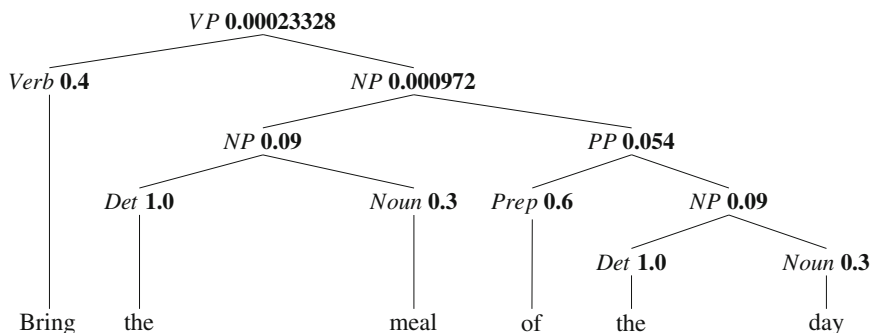 VP 0.00023328
Verb 0.4 NP 0.000972
NP 0.09 PP 0.054
Det 1.0 Noun 0.3 Prep 0.6 NP 0.09
Det 1.0 Noun 0.3
Bring the meal of the day